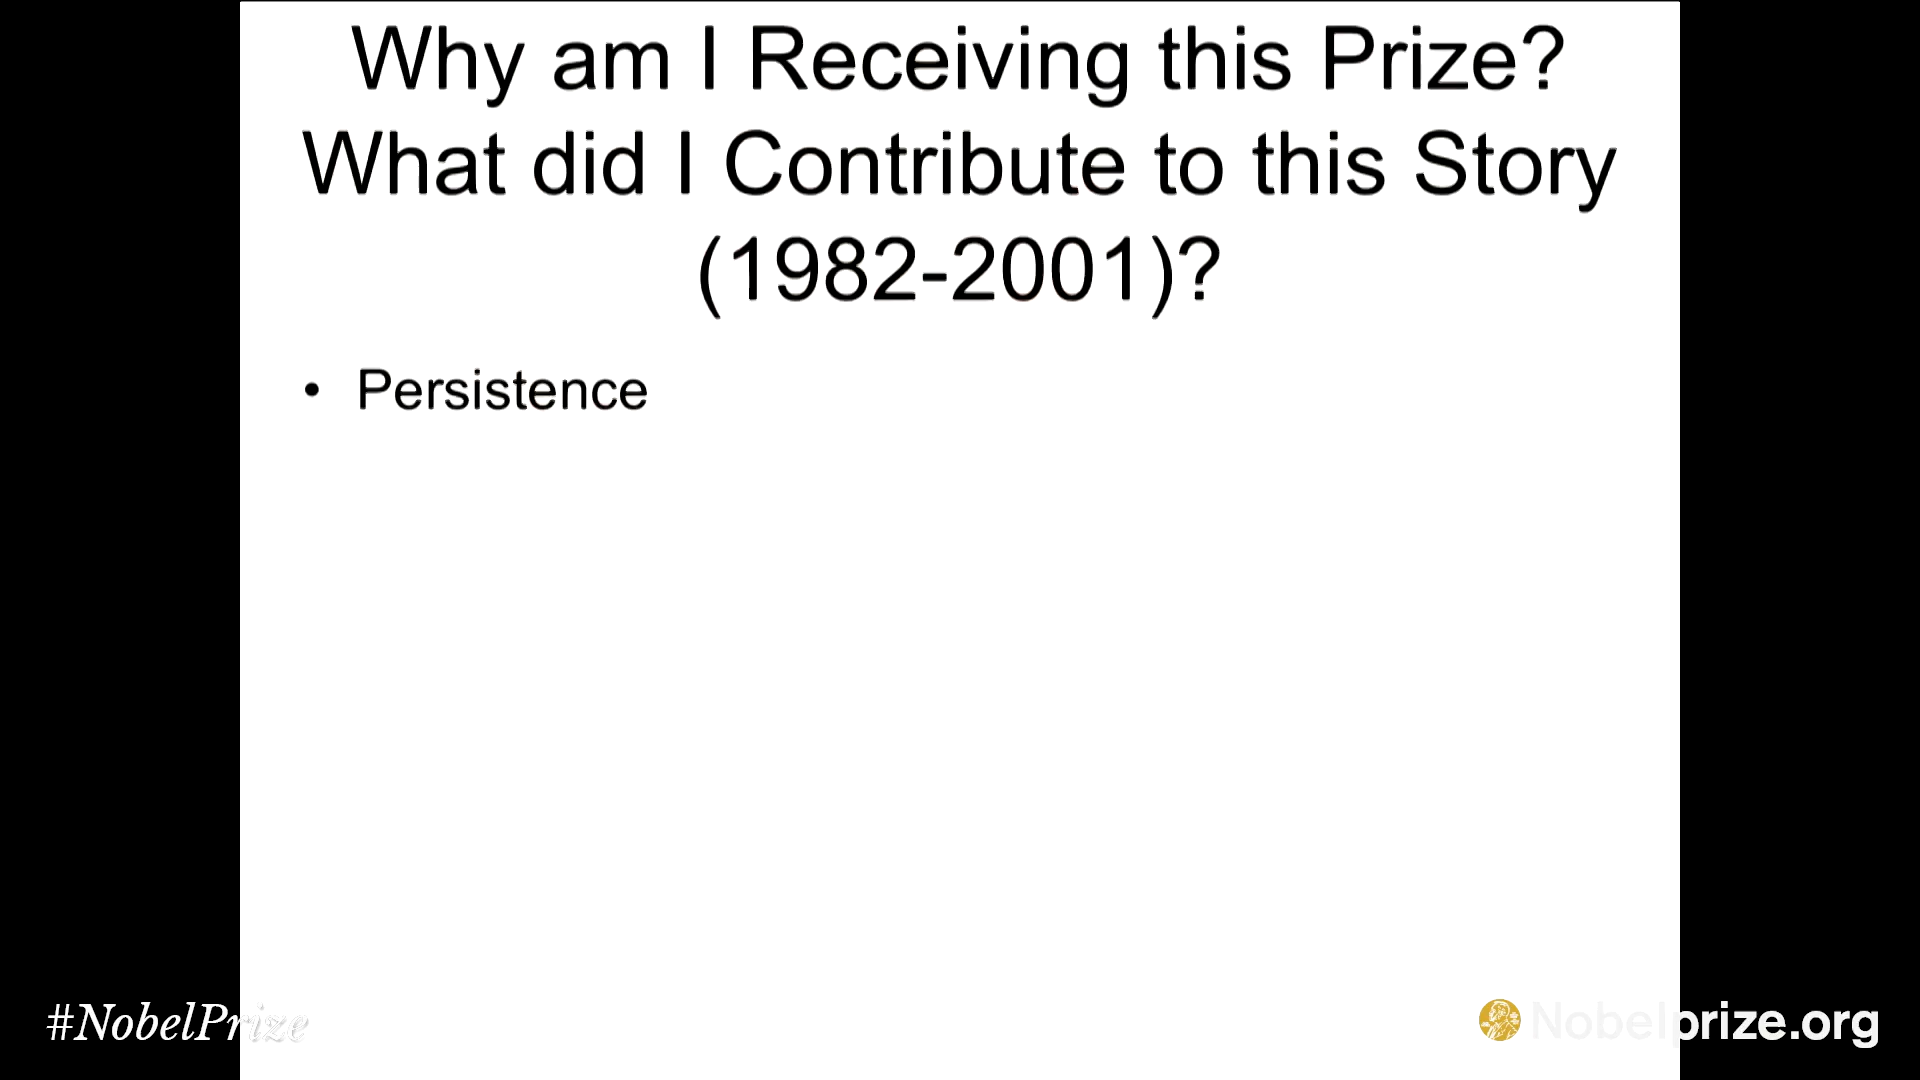 Why am I Receiving this Prize?
What did I Contribute to this Story
(1982-2001)?
• Persistence
#NobelPrize
Nobelprize.org